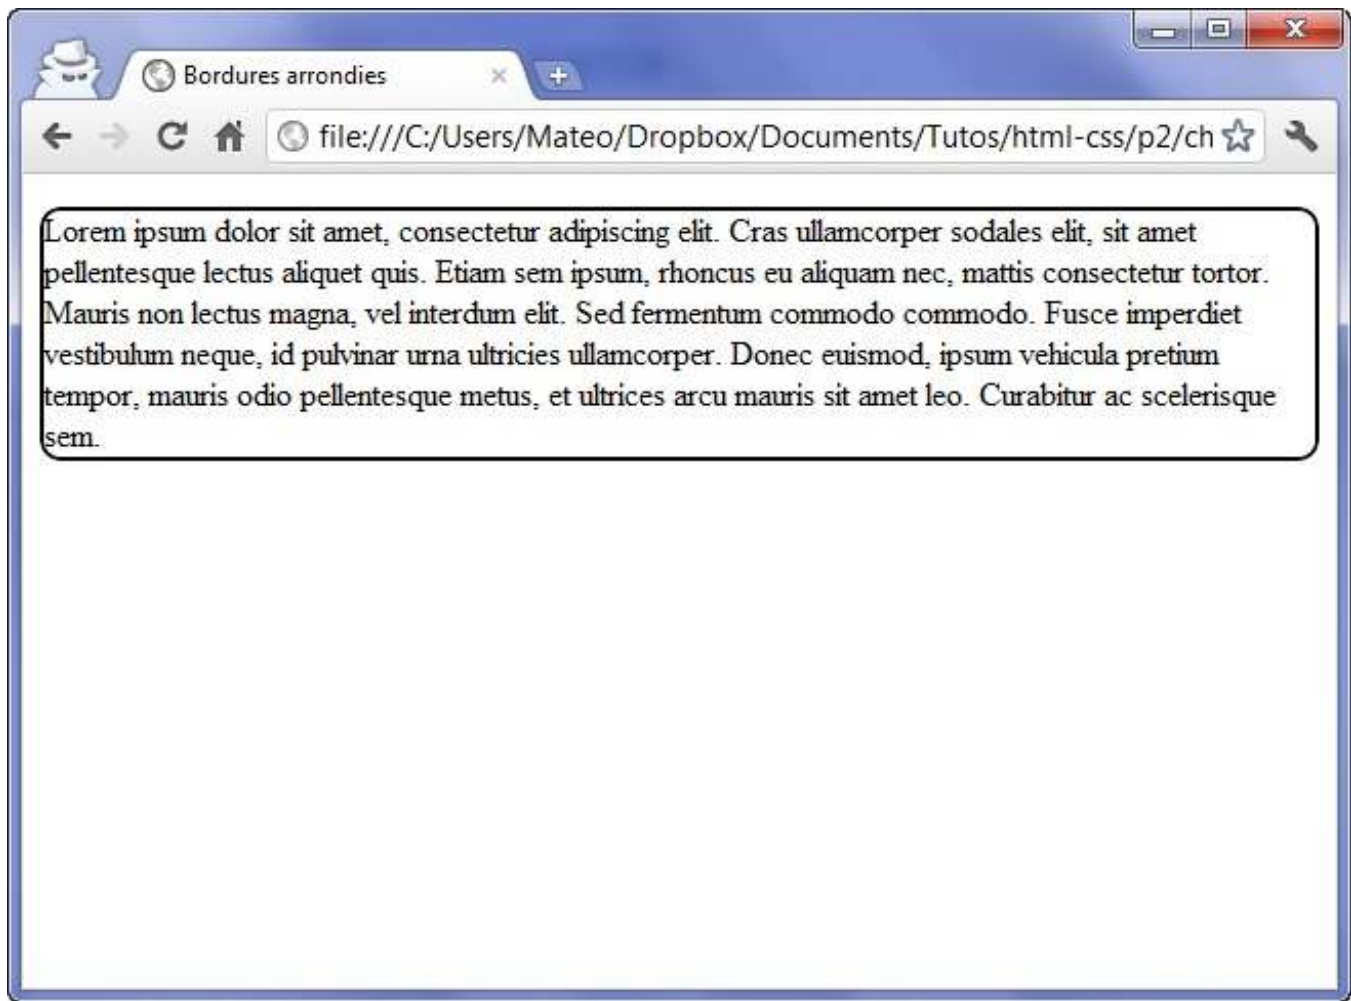 Bordures arrondies
file:///C:/Users/Mateo/Dropbox/Documents/Tutos/html-css/p2/ch
Lorem ipsum dolor sit amet, consectetur adipiscing elit. Cras ullamcorper sodales elit, sit amet
pellentesque lectus aliquet quis. Etiam sem ipsum, rhoncus eu aliquam nec, mattis consectetur tortor.
Mauris non lectus magna, vel interdum elit. Sed fermentum commodo commodo. Fusce imperdiet
vestibulum neque, id pulvinar urna ultricies ullamcorper. Donec euismod, ipsum vehicula pretium
tempor, mauris odio pellentesque metus, et ultrices arcu mauris sit amet leo. Curabitur ac scelerisque
sem.